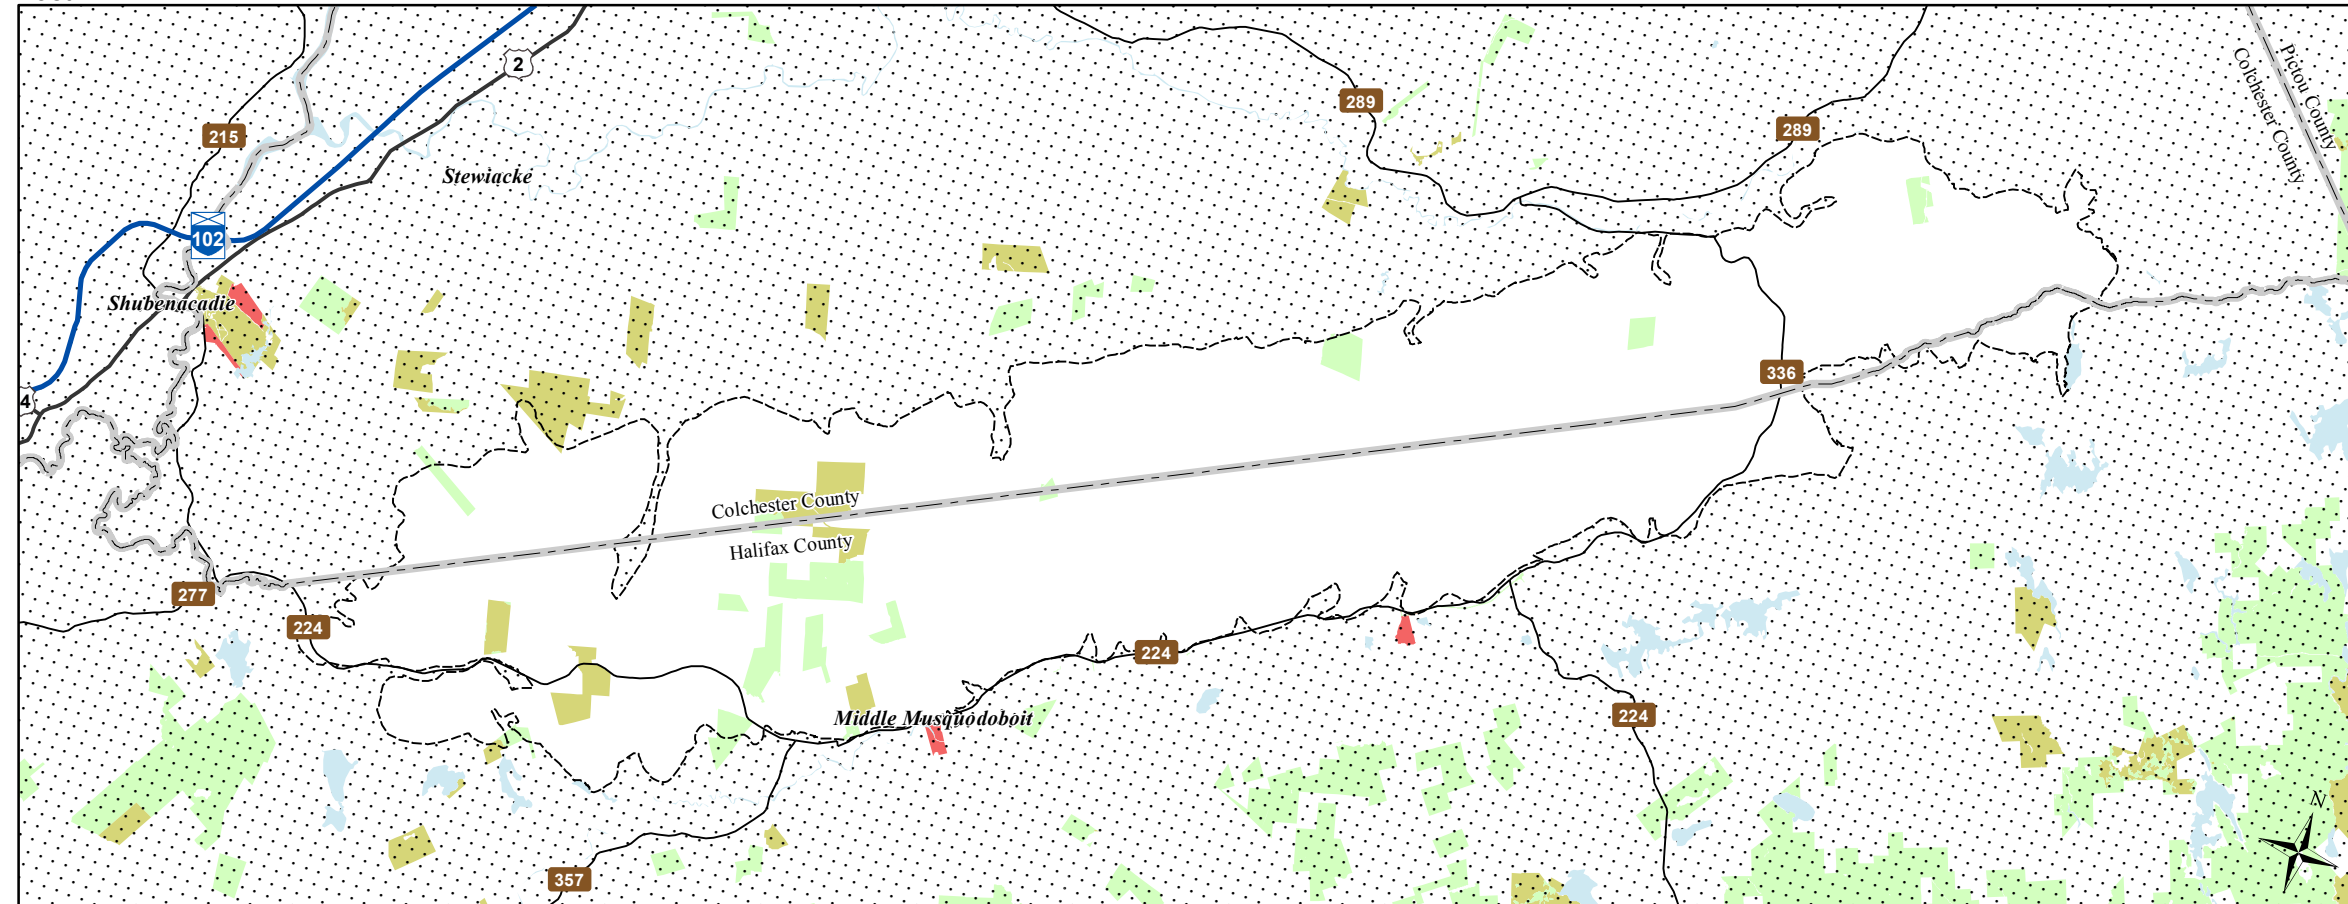 2
289
215
289
Pictou County
Colchester County
Stewiacke
102
Shubenacadie
336
4
Colchester County
Halifax County
277
224
224
224
Middle Musquodoboit
N
357